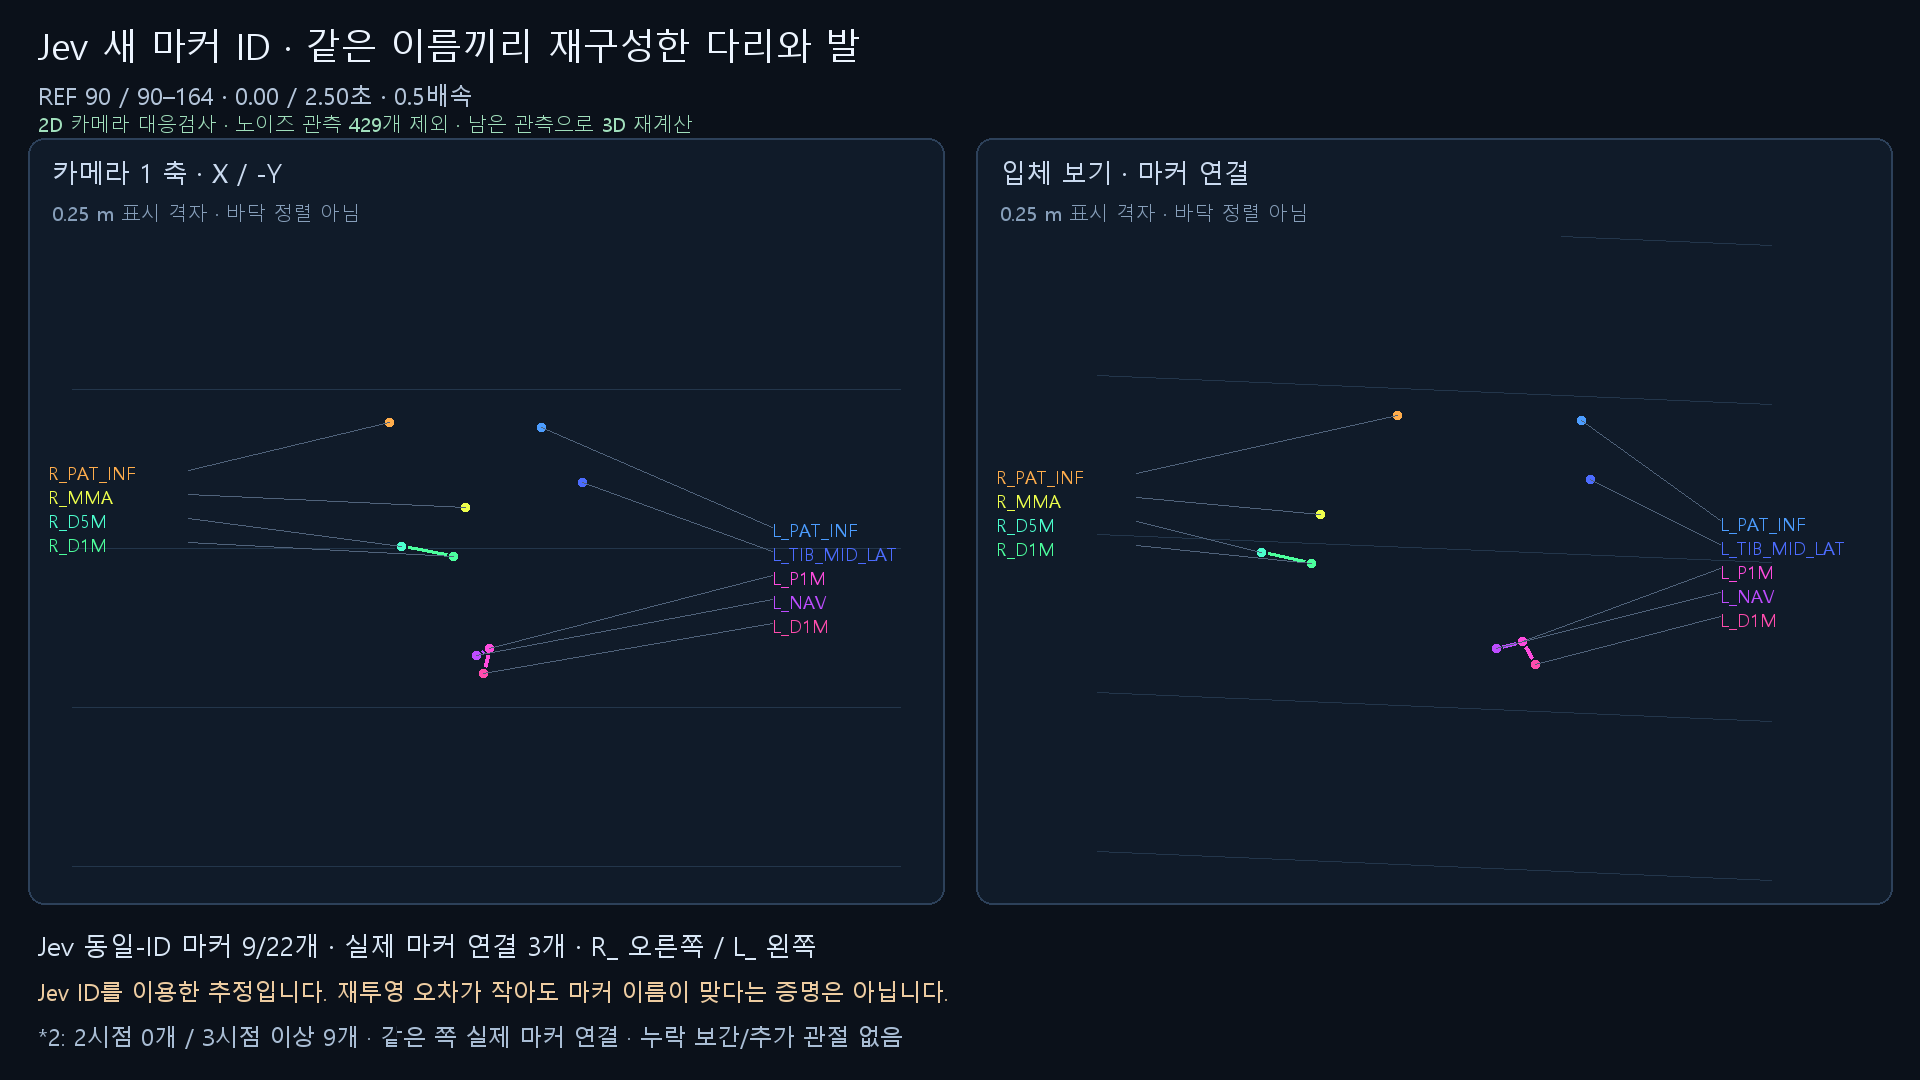 Jev 새 마커 ID · 같은 이름끼리 재구성한 다리와 발
REF 90 / 90–164 · 0.00 / 2.50초 · 0.5배속
2D 카메라 대응검사 · 노이즈 관측 429개 제외 · 남은 관측으로 3D 재계산
카메라 1 축 · X / -Y
0.25 m 표시 격자 · 바닥 정렬 아님
R_PAT_INF
R_MMA
R_D5M
R_D1M
L_PAT_INF
L_TIB_MID_LAT
L_P1M
L_NAV
L_D1M
입체 보기 · 마커 연결
0.25 m 표시 격자 · 바닥 정렬 아님
R_PAT_INF
R_MMA
R_D5M
R_D1M
L_PAT_INF
L_TIB_MID_LAT
L_P1M
L_NAV
L_D1M
Jev 동일-ID 마커 9/22개 · 실제 마커 연결 3개 · R_ 오른쪽 / L_ 왼쪽
Jev ID를 이용한 추정입니다. 재투영 오차가 작아도 마커 이름이 맞다는 증명은 아닙니다.
*2: 2시점 0개 / 3시점 이상 9개 · 같은 쪽 실제 마커 연결 · 누락 보간/추가 관절 없음